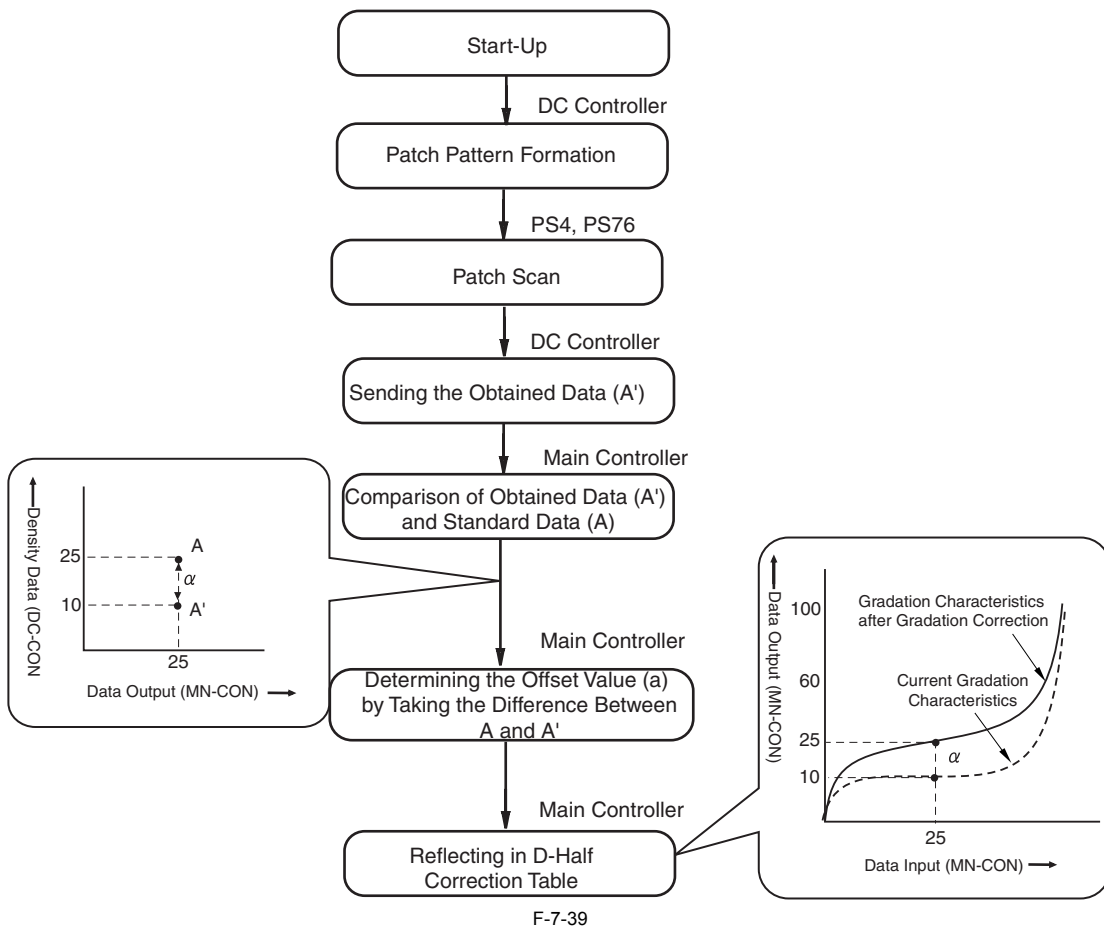 Start-Up
DC Controller
Patch Pattern Formation
PS4, PS76
Patch Scan
DC Controller
Sending the Obtained Data (A')
Main Controller
Comparison of Obtained Data (A')
and Standard Data (A)
Density Data (DC-CON
25
10
A
α
A'
25
Data Output (MN-CON)
Main Controller
Determining the Offset Value (a)
by Taking the Difference Between
A and A'
Main Controller
Reflecting in D-Half
Correction Table
Data Output (MN-CON)
100
60
25
10
Gradation Characteristics
after Gradation Correction
Current Gradation
Characteristics
α
25
Data Input (MN-CON)
F-7-39